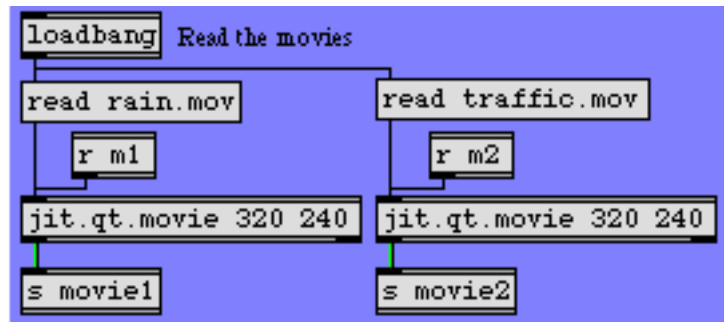 loadbang Read the movies
read rain.mov read traffic.mov
r m1 r m2
jit.qt.movie 320 240 jit.qt.movie 320 240
s movie1 s movie2